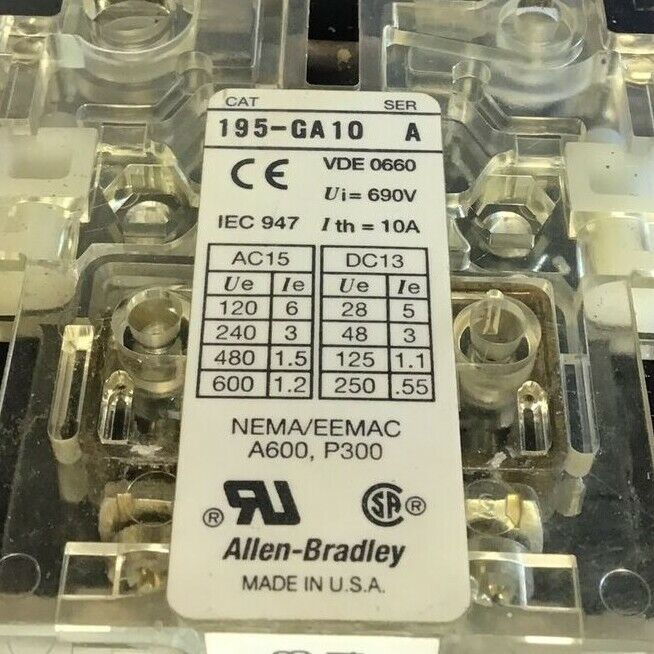 CAT SER
195-GA10 A
CE VDE 0660
Ui = 690V
IEC 947 Ith = 10A
AC15 DC13
Ue Ie Ue Ie
120 6 28 5
240 3 48 3
480 1.5 125 1.1
600 1.2 250 .55
NEMA/EEMAC
A600, P300
® RU SA ®
Allen-Bradley
MADE IN U.S.A.